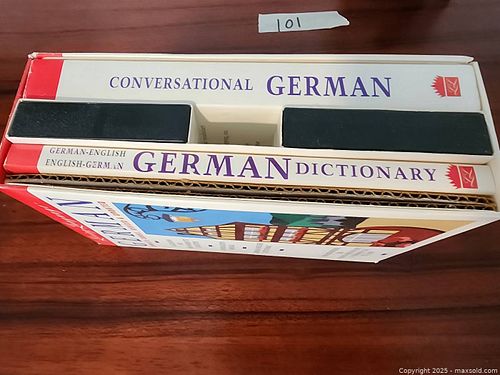 101
CONVERSATIONAL GERMAN
GERMAN-ENGLISH
ENGLISH-GERMAN
GERMAN DICTIONARY
Copyright 2025 - maxsold.com